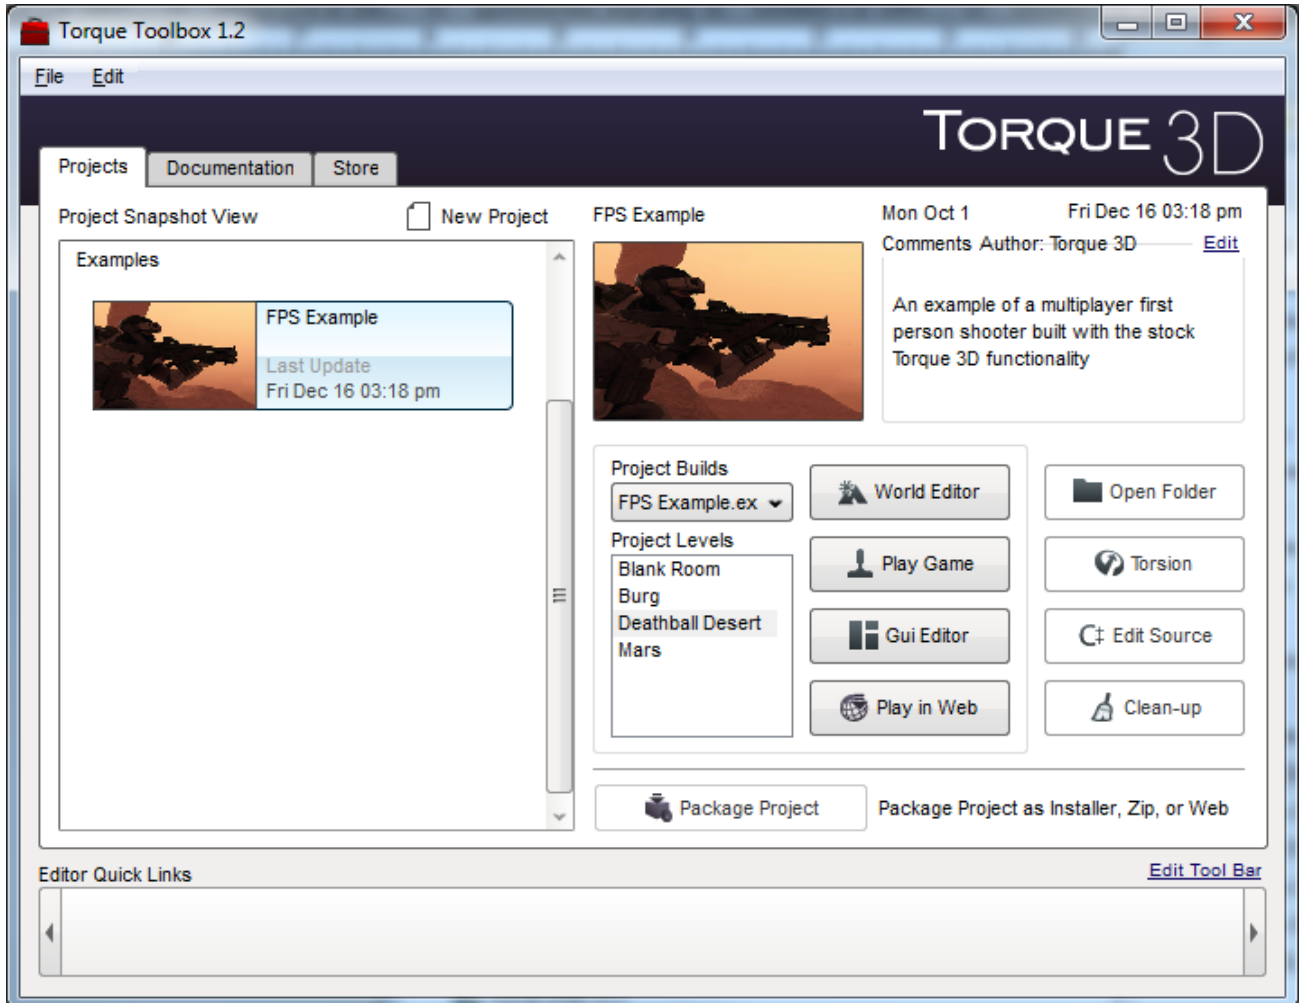 Torque Toolbox 1.2
File Edit
TORQUE 3D
Projects Documentation Store
Project Snapshot View New Project
Examples
FPS Example
Last Update
Fri Dec 16 03:18 pm
FPS Example
Mon Oct 1 Fri Dec 16 03:18 pm
Comments Author: Torque 3D Edit
An example of a multiplayer first
person shooter built with the stock
Torque 3D functionality
Project Builds
FPS Example.ex
Project Levels
Blank Room
Burg
Deathball Desert
Mars
World Editor
Play Game
Gui Editor
Play in Web
Open Folder
Torsion
Edit Source
Clean-up
Package Project
Package Project as Installer, Zip, or Web
Editor Quick Links
Edit Tool Bar